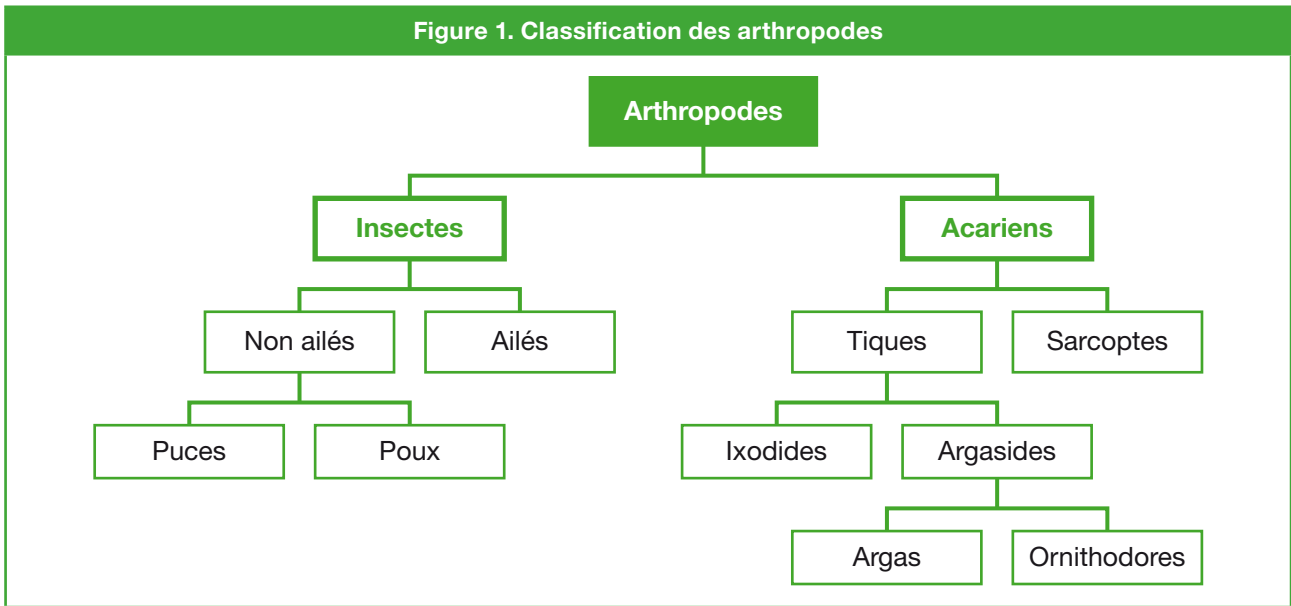 Figure 1. Classification des arthropodes
Arthropodes
Insectes
Acariens
Non ailés
Ailés
Tiques
Sarcoptes
Puces
Poux
Ixodides
Argasides
Argas
Ornithodores